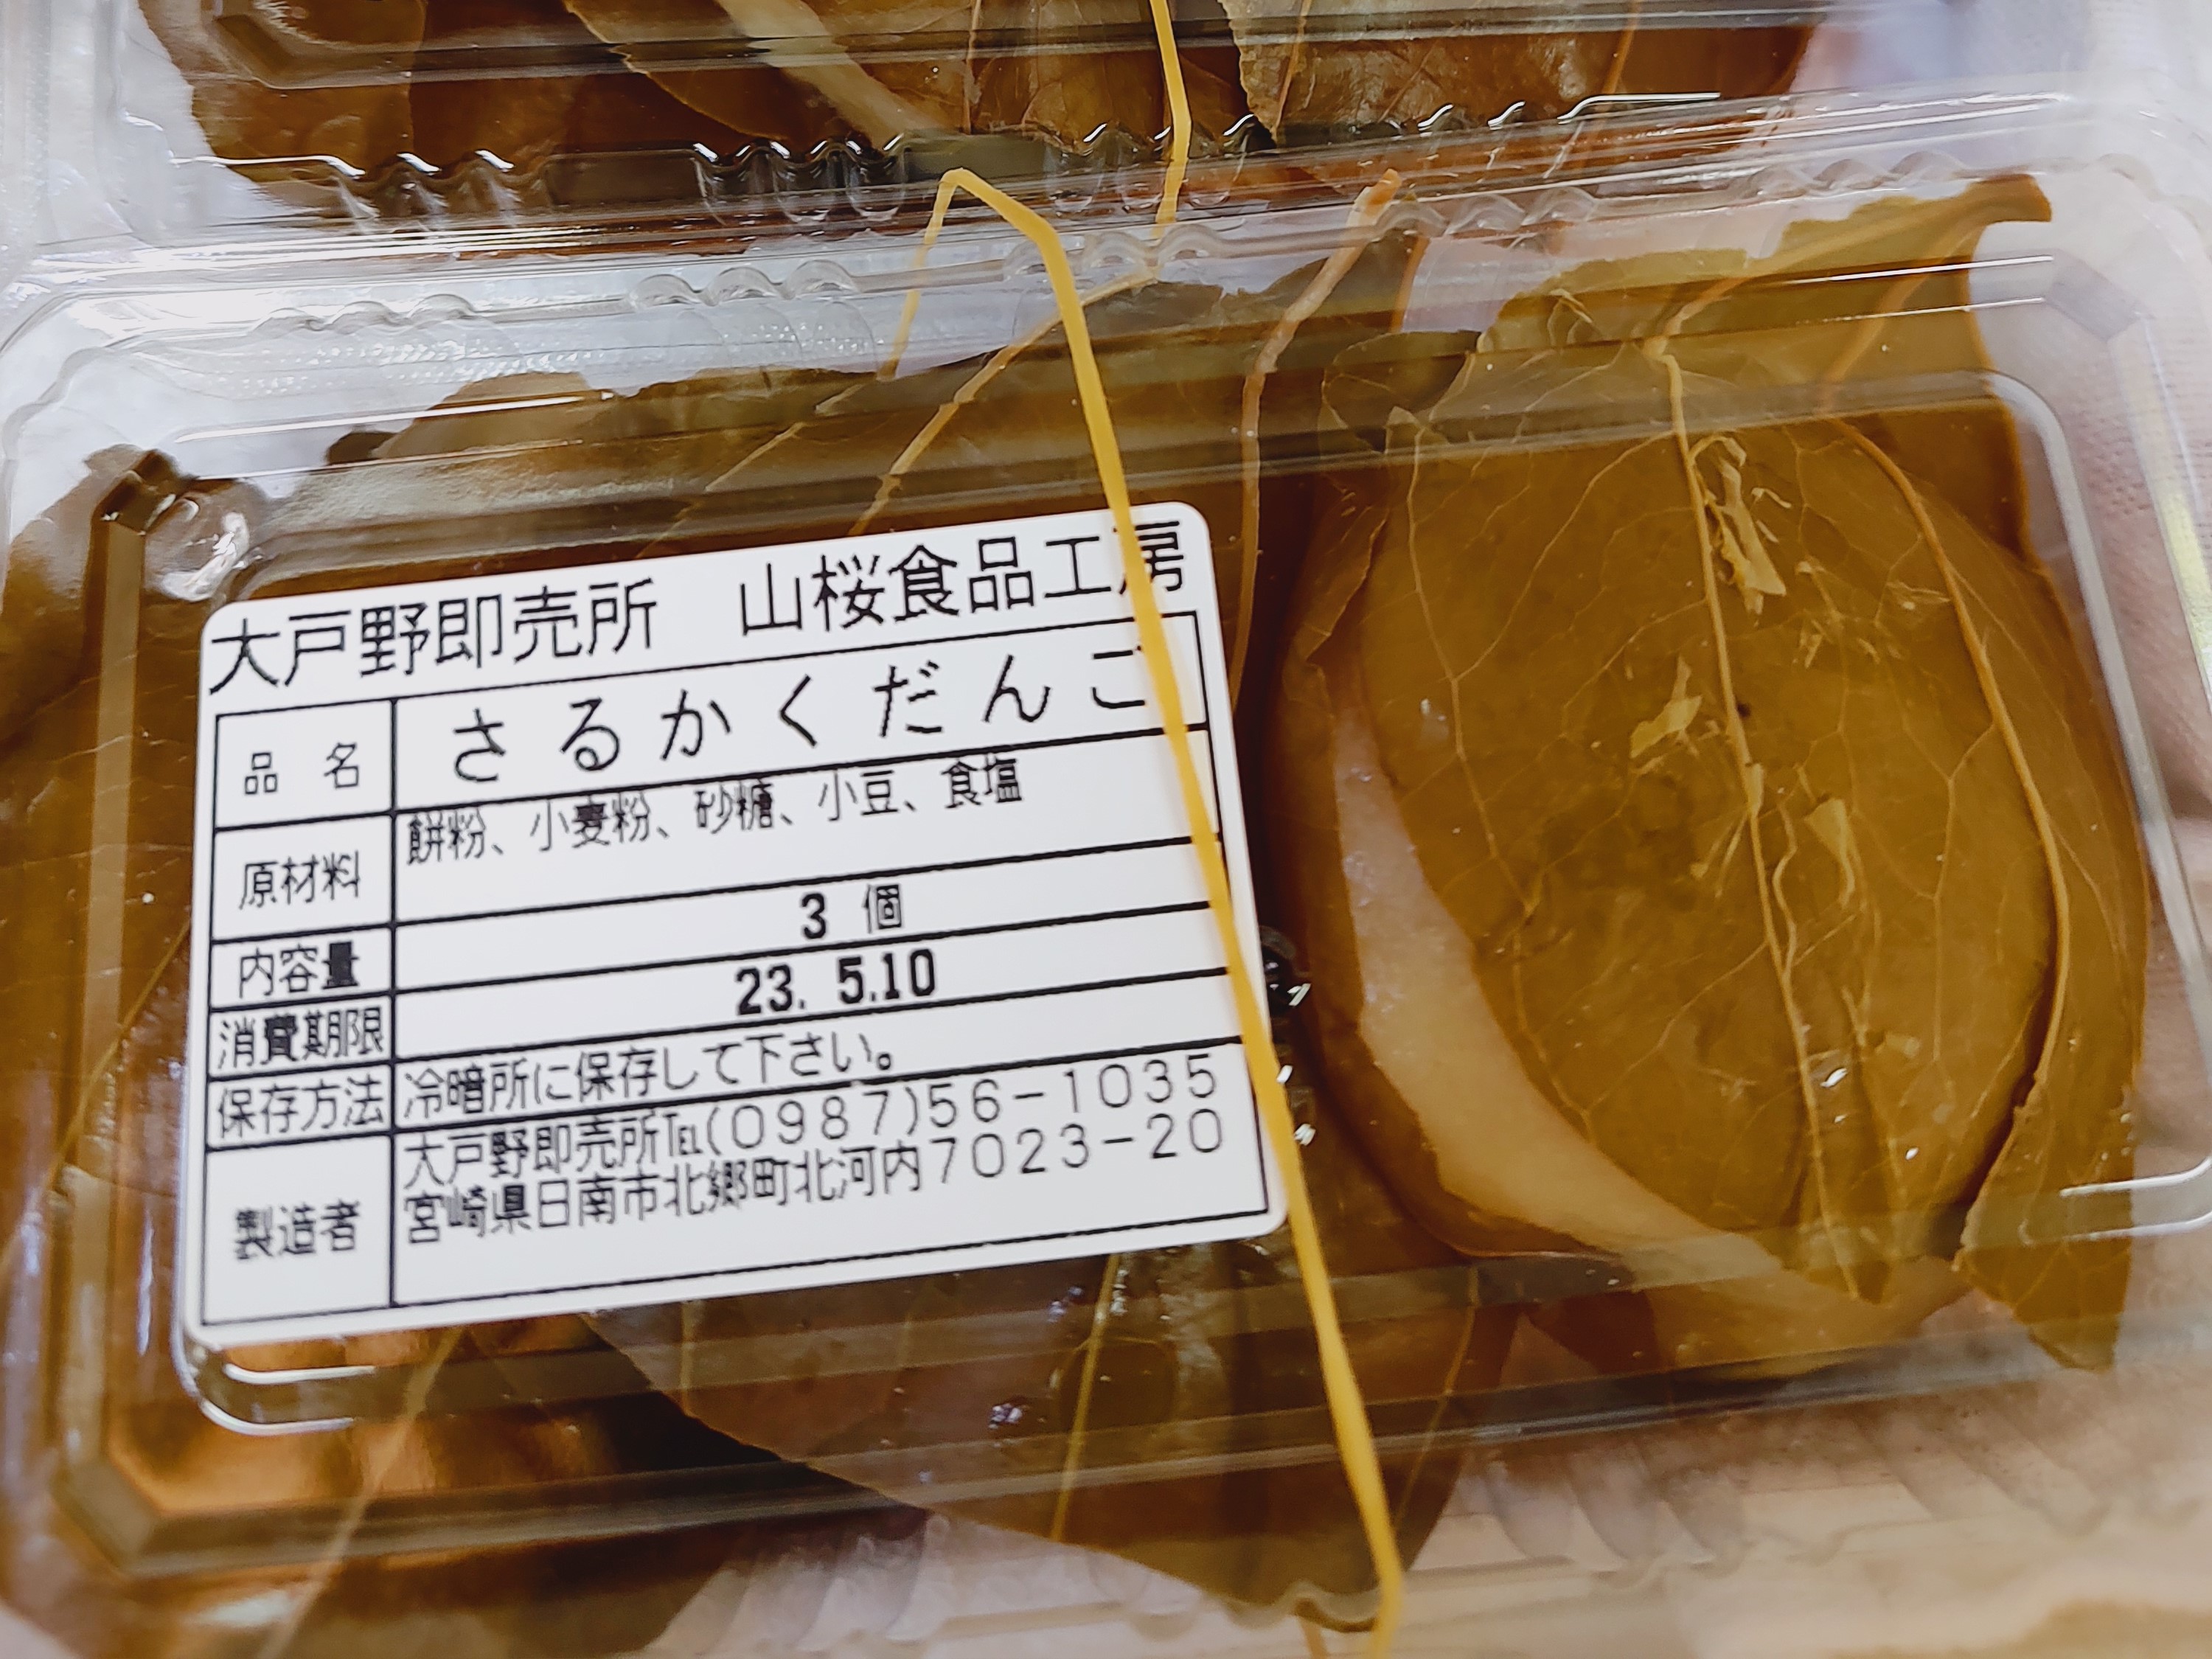 大戸野即売所 山桜食品工房
品 名 さるかくだんご
原材料 餅粉、小麦粉、砂糖、小豆、食塩
内容量 3 個
消費期限 23. 5.10
保存方法 冷暗所に保存して下さい。
製造者 大戸野即売所℡(0987)56-1035
宮崎県日南市北郷町北河内7023-20